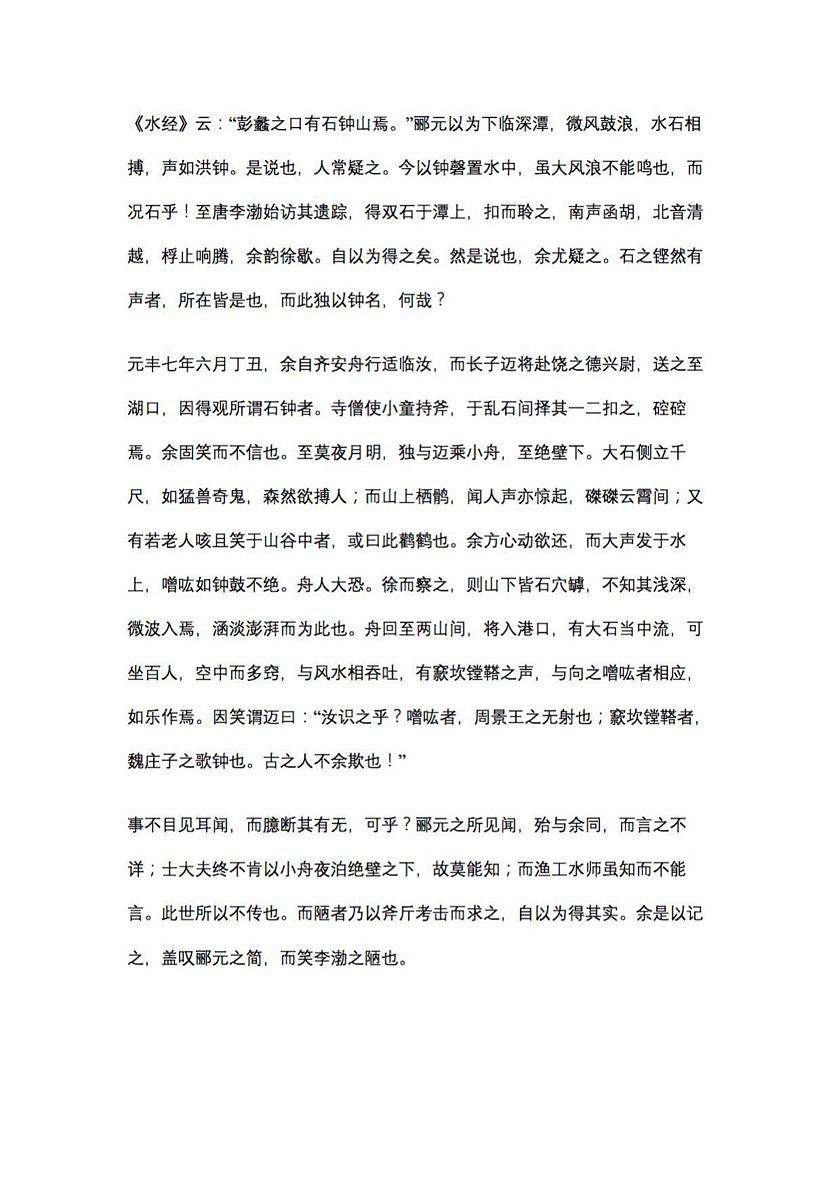 《水经》云：“彭蠡之口有石钟山焉。”郦元以为下临深潭，微风鼓浪，水石相
搏，声如洪钟。是说也，人常疑之。今以钟磬置水中，虽大风浪不能鸣也，而
况石乎！至唐李渤始访其遗踪，得双石于潭上，扣而聆之，南声函胡，北音清
越，桴止响腾，余韵徐歇。自以为得之矣。然是说也，余尤疑之。石之铿然有
声者，所在皆是也，而此独以钟名，何哉？
元丰七年六月丁丑，余自齐安舟行适临汝，而长子迈将赴饶之德兴尉，送之至
湖口，因得观所谓石钟者。寺僧使小童持斧，于乱石间择其一二扣之，硿硿
焉。余固笑而不信也。至莫夜月明，独与迈乘小舟，至绝壁下。大石侧立千
尺，如猛兽奇鬼，森然欲搏人；而山上栖鹘，闻人声亦惊起，磔磔云霄间；又
有若老人咳且笑于山谷中者，或曰此鹳鹤也。余方心动欲还，而大声发于水
上，噌吰如钟鼓不绝。舟人大恐。徐而察之，则山下皆石穴罅，不知其浅深，
微波入焉，涵淡澎湃而为此也。舟回至两山间，将入港口，有大石当中流，可
坐百人，空中而多窍，与风水相吞吐，有窾坎镗鞳之声，与向之噌吰者相应，
如乐作焉。因笑谓迈曰：“汝识之乎？噌吰者，周景王之无射也；窾坎镗鞳者，
魏庄子之歌钟也。古之人不余欺也！”
事不目见耳闻，而臆断其有无，可乎？郦元之所见闻，殆与余同，而言之不
详；士大夫终不肯以小舟夜泊绝壁之下，故莫能知；而渔工水师虽知而不能
言。此世所以不传也。而陋者乃以斧斤考击而求之，自以为得其实。余是以记
之，盖叹郦元之简，而笑李渤之陋也。